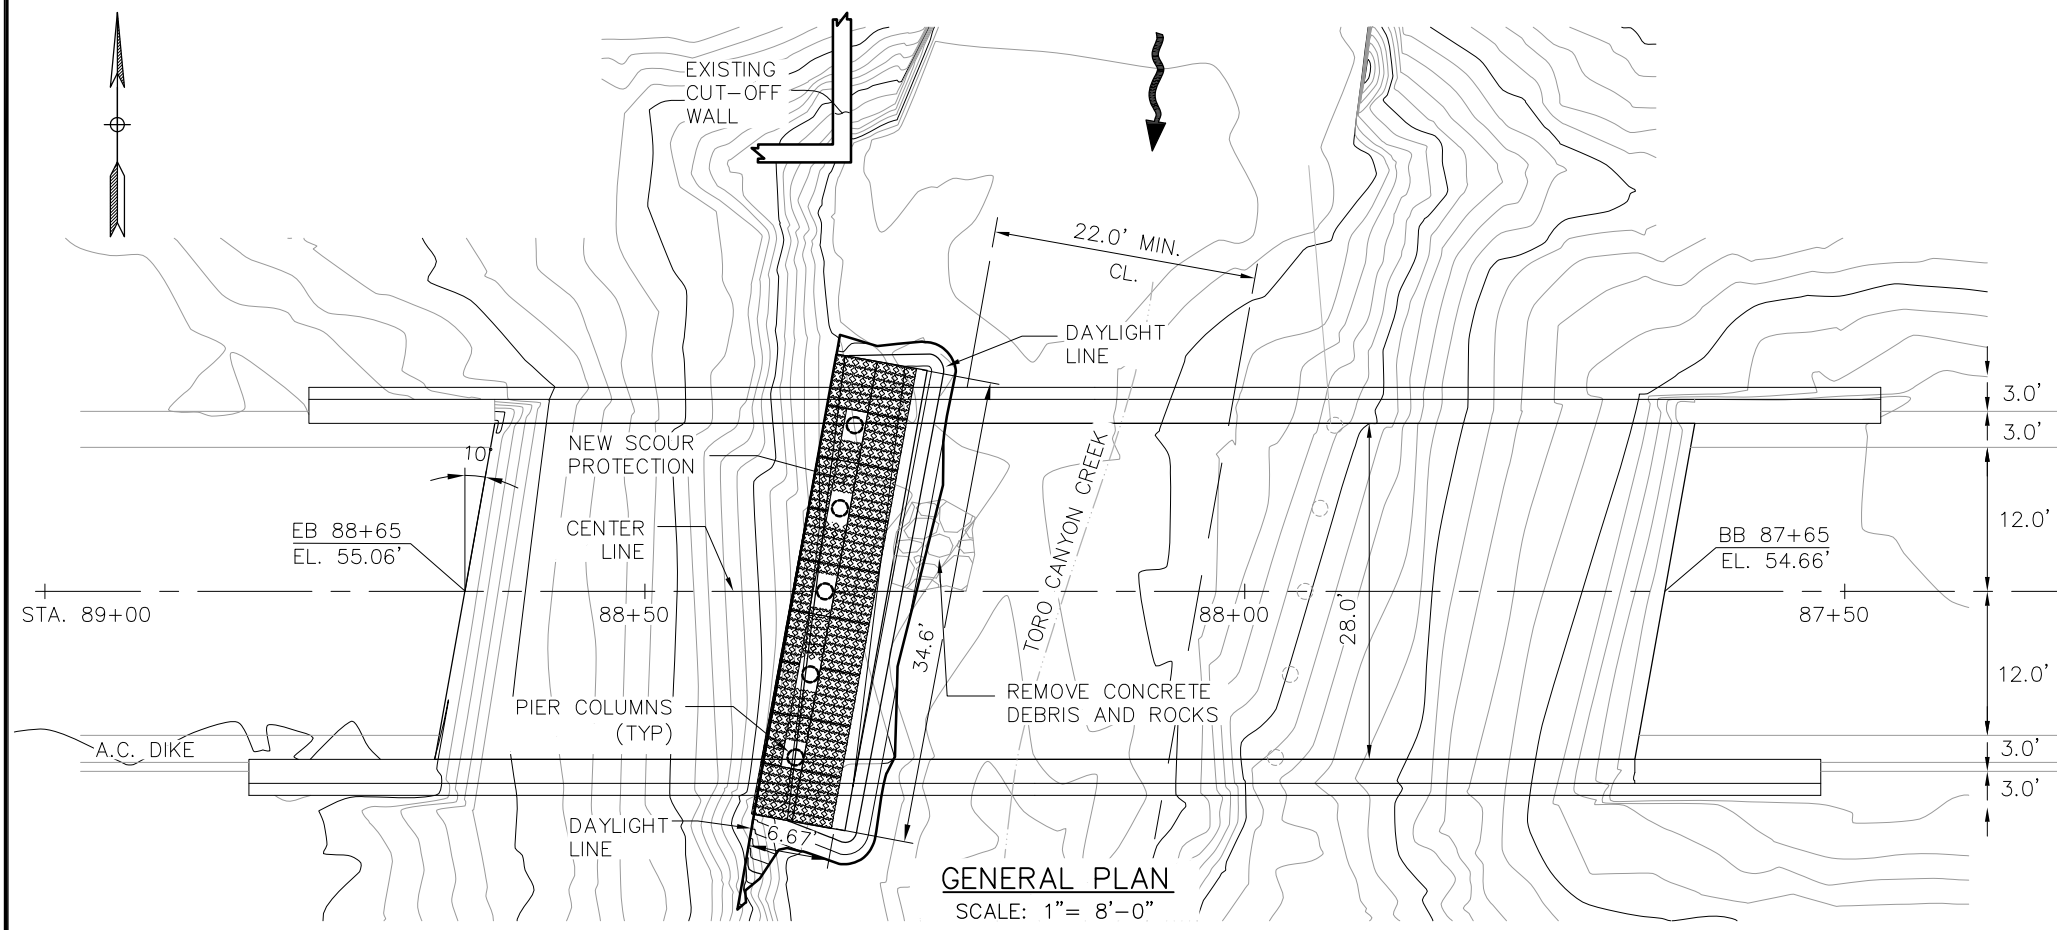 EXISTING
CUT-OFF
WALL
22.0' MIN.
CL.
DAYLIGHT
LINE
3.0'
3.0'
NEW SCOUR
PROTECTION
10'
TORO CANYON CREEK
12.0'
EB 88+65
EL. 55.06'
CENTER
LINE
BB 87+65
EL. 54.66'
STA. 89+00
88+50
88+00
87+50
28.0'
34.6'
12.0'
PIER COLUMNS
(TYP)
REMOVE CONCRETE
DEBRIS AND ROCKS
A.C. DIKE
3.0'
3.0'
DAYLIGHT
LINE
6.67'
GENERAL PLAN
SCALE: 1"= 8'-0"